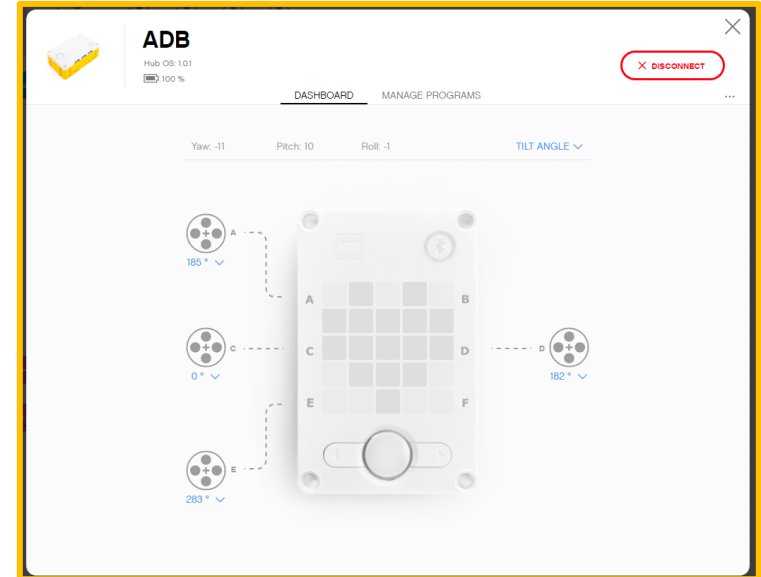 ADB
Hub OS: 1.0.1
100 %
DISCONNECT
DASHBOARD MANAGE PROGRAMS
...
Yaw: -11 Pitch: 10 Roll: -1 TILT ANGLE
A
185 °
A B
C
0 °
C D
D
182 °
E F
E
283 °